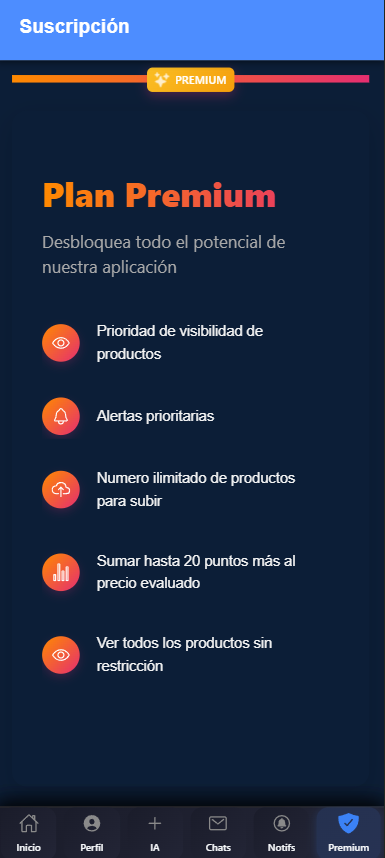 Suscripción
PREMIUM
Plan Premium
Desbloquea todo el potencial de
nuestra aplicación
Prioridad de visibilidad de
productos
Alertas prioritarias
Numero ilimitado de productos
para subir
Sumar hasta 20 puntos más al
precio evaluado
Ver todos los productos sin
restricción
Inicio
Perfil
IA
Chats
Notifs
Premium